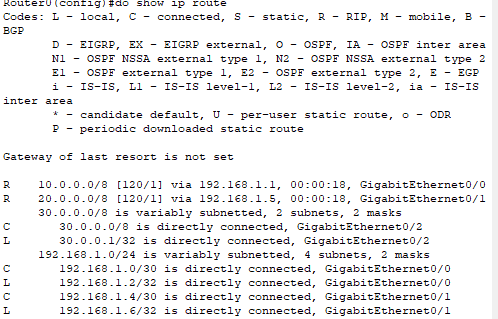 Router0(config)#do show ip route
Codes: L - local, C - connected, S - static, R - RIP, M - mobile, B -
BGP
D - EIGRP, EX - EIGRP external, O - OSPF, IA - OSPF inter area
N1 - OSPF NSSA external type 1, N2 - OSPF NSSA external type 2
E1 - OSPF external type 1, E2 - OSPF external type 2, E - EGP
i - IS-IS, L1 - IS-IS level-1, L2 - IS-IS level-2, ia - IS-IS
inter area
* - candidate default, U - per-user static route, o - ODR
P - periodic downloaded static route
Gateway of last resort is not set
R 10.0.0.0/8 [120/1] via 192.168.1.1, 00:00:18, GigabitEthernet0/0
R 20.0.0.0/8 [120/1] via 192.168.1.5, 00:00:18, GigabitEthernet0/1
30.0.0.0/8 is variably subnetted, 2 subnets, 2 masks
C 30.0.0.0/8 is directly connected, GigabitEthernet0/2
L 30.0.0.1/32 is directly connected, GigabitEthernet0/2
192.168.1.0/24 is variably subnetted, 4 subnets, 2 masks
C 192.168.1.0/30 is directly connected, GigabitEthernet0/0
L 192.168.1.2/32 is directly connected, GigabitEthernet0/0
C 192.168.1.4/30 is directly connected, GigabitEthernet0/1
L 192.168.1.6/32 is directly connected, GigabitEthernet0/1